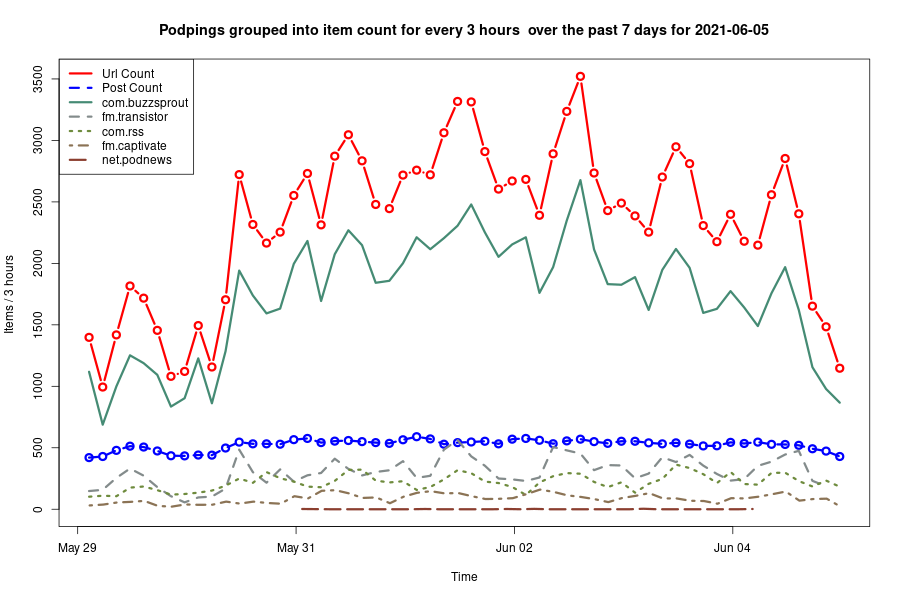 Podpings grouped into item count for every 3 hours  over the past 7 days for 2021-06-05
Url Count
Post Count
com.buzzsprout
fm.transistor
com.rss
fm.captivate
net.podnews
Items / 3 hours
3500
3000
2500
2000
1500
1000
500
0
May 29
May 31
Jun 02
Jun 04
Time